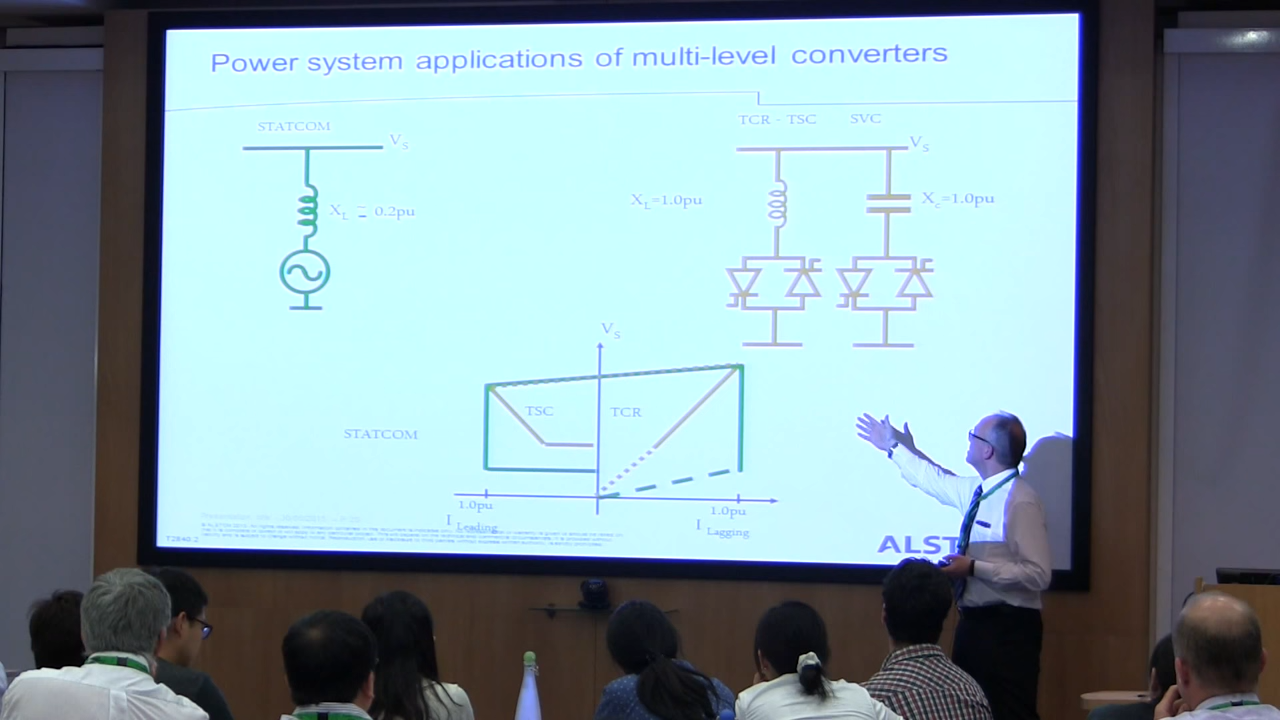 Power system applications of multi-level converters
STATCOM
TCR - TSC SVC
Vs
Vs
XL = 0.2pu
XL=1.0pu
Xc=1.0pu
Vs
TSC
TCR
STATCOM
1.0pu
1.0pu
I Leading
I Lagging
ALST